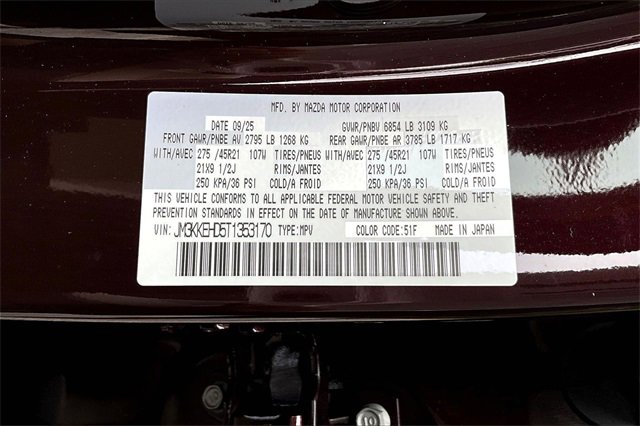 MFD. BY MAZDA MOTOR CORPORATION
DATE 09/25 GVWR/PNBV 6854 LB 3109 KG
FRONT GAWR/PNBE AV 2795 LB 1268 KG REAR GAWR/PNBE AR 3785 LB 1717 KG
WITH/AVEC 275 /45R21 107W TIRES/PNEUS WITH/AVEC 275 /45R21 107W TIRES/PNEUS
21X9 1/2J RIMS/JANTES 21X9 1/2J RIMS/JANTES
250 KPA/36 PSI COLD/A FROID 250 KPA/36 PSI COLD/A FROID
THIS VEHICLE CONFORMS TO ALL APPLICABLE FEDERAL MOTOR VEHICLE SAFETY AND THEFT
PREVENTION STANDARDS IN EFFECT ON THE DATE OF MANUFACTURE SHOWN ABOVE.
VIN: JM3KKEHD5T1353170 TYPE:MPV COLOR CODE:51F MADE IN JAPAN
10